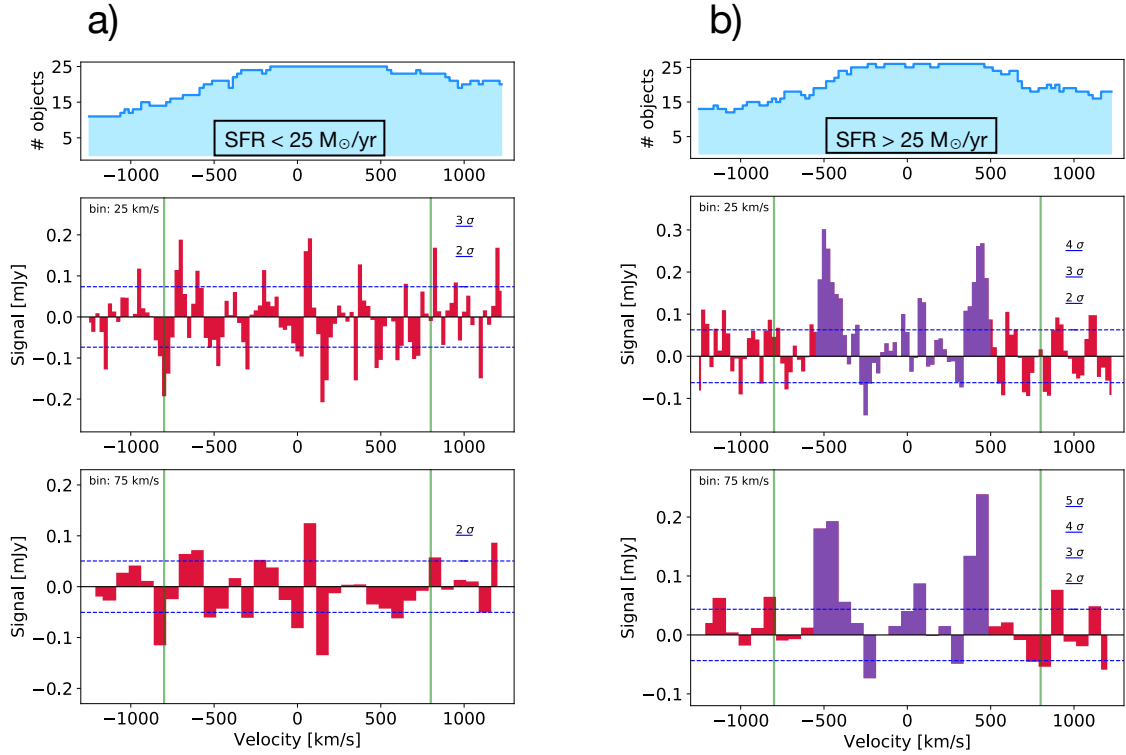 a)
# objects
25
15
5
SFR < 25 M☉/yr
−1000 −500 0 500 1000
bin: 25 km/s
3 σ
2 σ
Signal [mJy]
0.2
0.1
0.0
−0.1
−0.2
−1000 −500 0 500 1000
bin: 75 km/s
2 σ
Signal [mJy]
0.2
0.1
0.0
−0.1
−0.2
−1000 −500 0 500 1000
Velocity [km/s]
b)
# objects
25
15
5
SFR > 25 M☉/yr
−1000 −500 0 500 1000
bin: 25 km/s
4 σ
3 σ
2 σ
Signal [mJy]
0.3
0.2
0.1
0.0
−0.1
−1000 −500 0 500 1000
bin: 75 km/s
5 σ
4 σ
3 σ
2 σ
Signal [mJy]
0.2
0.1
0.0
−0.1
−1000 −500 0 500 1000
Velocity [km/s]